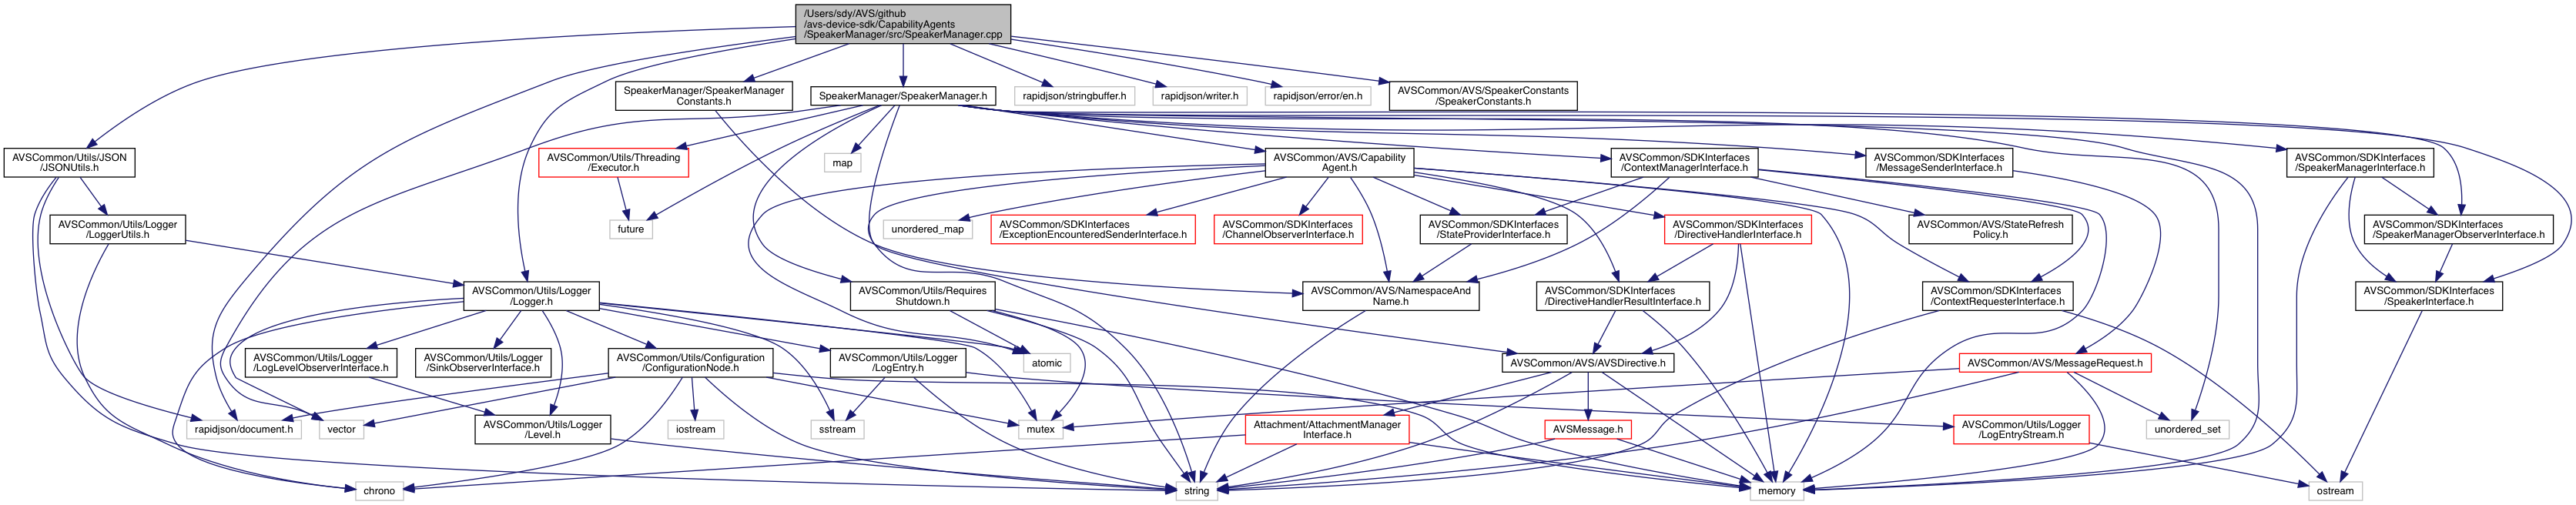 /Users/sdy/AVS/github
/avs-device-sdk/CapabilityAgents
/SpeakerManager/src/SpeakerManager.cpp
SpeakerManager/SpeakerManager
Constants.h
SpeakerManager/SpeakerManager.h
rapidjson/stringbuffer.h
rapidjson/writer.h
rapidjson/error/en.h
AVSCommon/AVS/SpeakerConstants
/SpeakerConstants.h
AVSCommon/Utils/JSON
/JSONUtils.h
AVSCommon/Utils/Threading
/Executor.h
map
AVSCommon/AVS/Capability
Agent.h
AVSCommon/SDKInterfaces
/ContextManagerInterface.h
AVSCommon/SDKInterfaces
/MessageSenderInterface.h
AVSCommon/SDKInterfaces
/SpeakerManagerInterface.h
AVSCommon/Utils/Logger
/LoggerUtils.h
future
unordered_map
AVSCommon/SDKInterfaces
/ExceptionEncounteredSenderInterface.h
AVSCommon/SDKInterfaces
/ChannelObserverInterface.h
AVSCommon/SDKInterfaces
/StateProviderInterface.h
AVSCommon/SDKInterfaces
/DirectiveHandlerInterface.h
AVSCommon/AVS/StateRefresh
Policy.h
AVSCommon/SDKInterfaces
/SpeakerManagerObserverInterface.h
AVSCommon/Utils/Logger
/Logger.h
AVSCommon/Utils/Requires
Shutdown.h
AVSCommon/AVS/NamespaceAnd
Name.h
AVSCommon/SDKInterfaces
/DirectiveHandlerResultInterface.h
AVSCommon/SDKInterfaces
/ContextRequesterInterface.h
AVSCommon/SDKInterfaces
/SpeakerInterface.h
AVSCommon/Utils/Logger
/LogLevelObserverInterface.h
AVSCommon/Utils/Logger
/SinkObserverInterface.h
AVSCommon/Utils/Configuration
/ConfigurationNode.h
AVSCommon/Utils/Logger
/LogEntry.h
atomic
AVSCommon/AVS/AVSDirective.h
AVSCommon/AVS/MessageRequest.h
rapidjson/document.h
vector
AVSCommon/Utils/Logger
/Level.h
iostream
sstream
mutex
Attachment/AttachmentManager
Interface.h
AVSMessage.h
AVSCommon/Utils/Logger
/LogEntryStream.h
unordered_set
chrono
string
memory
ostream